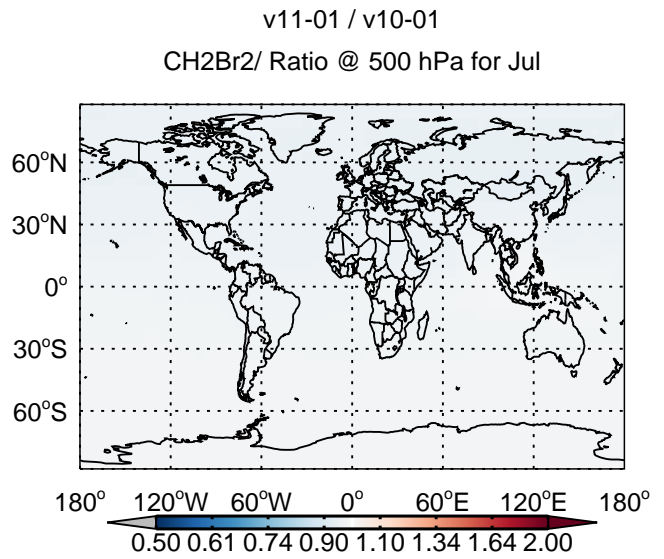 v11-01 / v10-01
CH2Br2/ Ratio @ 500 hPa for Jul
60°N
30°N
0°
30°S
60°S
180° 120°W 60°W 0° 60°E 120°E 180°
0.50 0.61 0.74 0.90 1.10 1.34 1.64 2.00